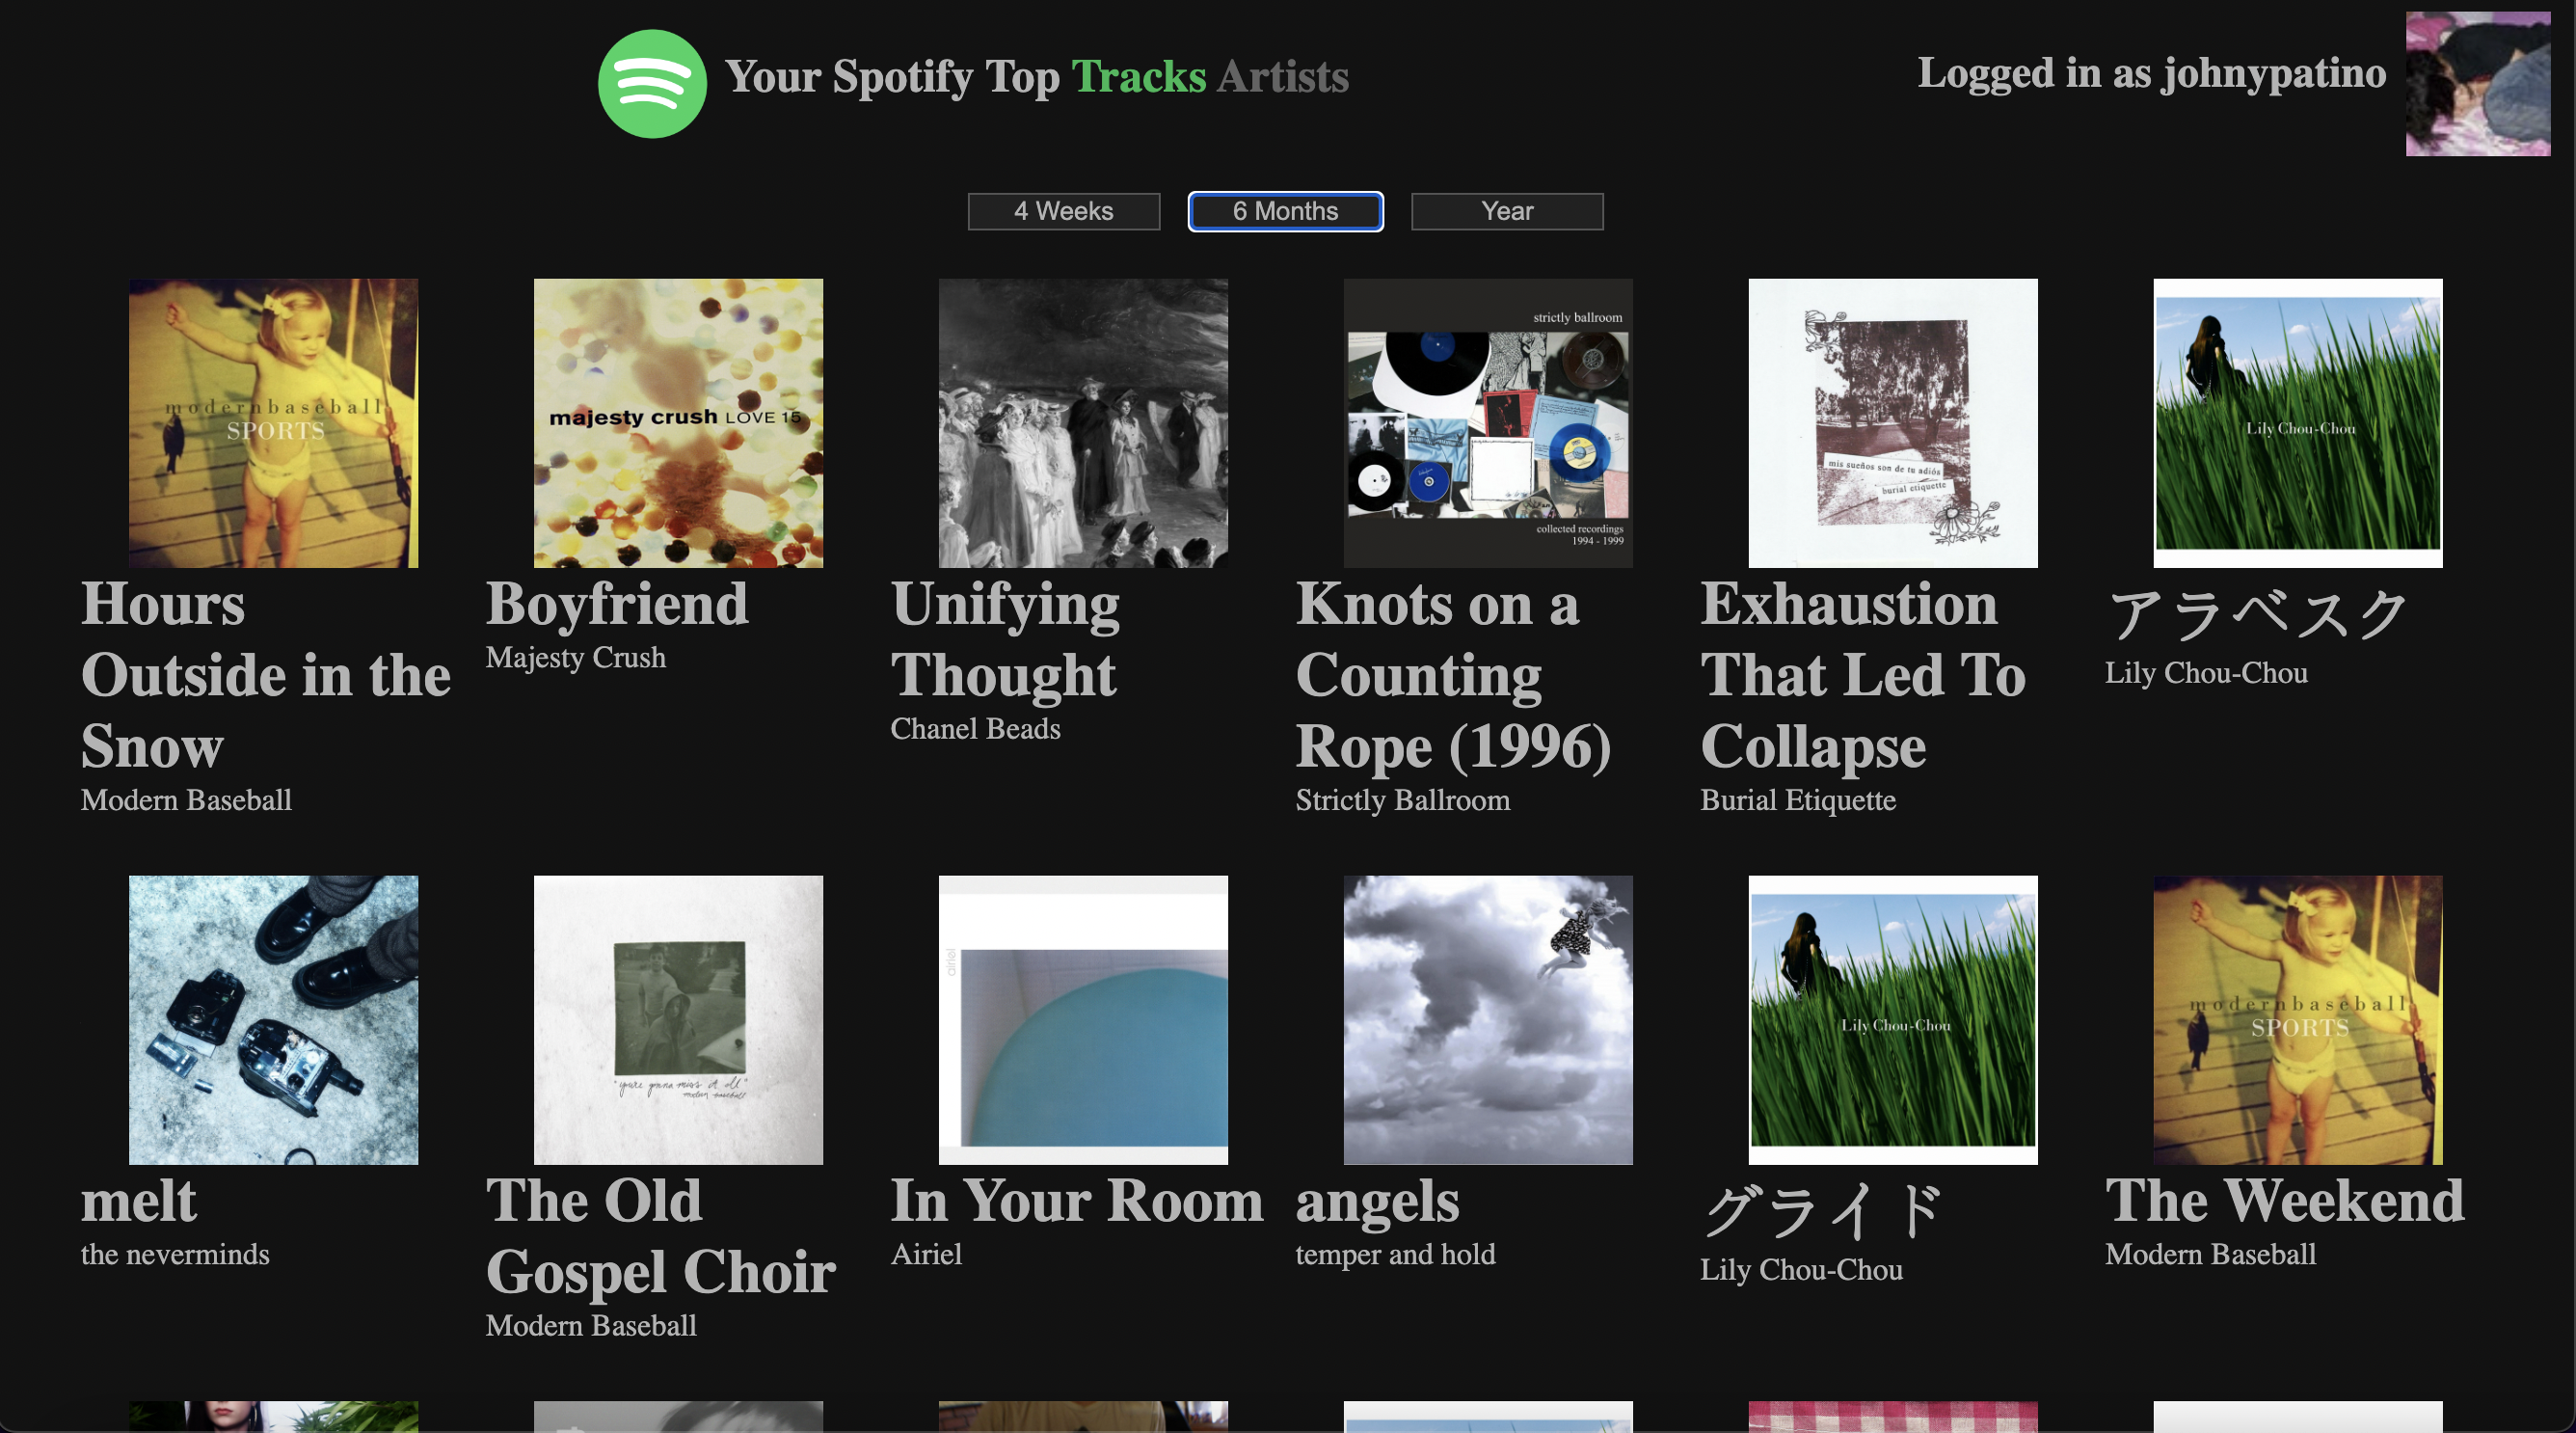 Your Spotify Top Tracks Artists
Logged in as johnypatino
4 Weeks
6 Months
Year
modernbaseball
SPORTS
majesty crush LOVE 15
strictly ballroom
collected recordings
1994 - 1999
mis sueños son de tu adiós
burial etiquette
Lily Chou-Chou
Hours
Outside in the
Snow
Modern Baseball
Boyfriend
Majesty Crush
Unifying
Thought
Chanel Beads
Knots on a
Counting
Rope (1996)
Strictly Ballroom
Exhaustion
That Led To
Collapse
Burial Etiquette
アラベスク
Lily Chou-Chou
"you're gonna miss it all"
modern baseball
airiel
Lily Chou-Chou
modernbaseball
SPORTS
melt
the neverminds
The Old
Gospel Choir
Modern Baseball
In Your Room
Airiel
angels
temper and hold
グライド
Lily Chou-Chou
The Weekend
Modern Baseball